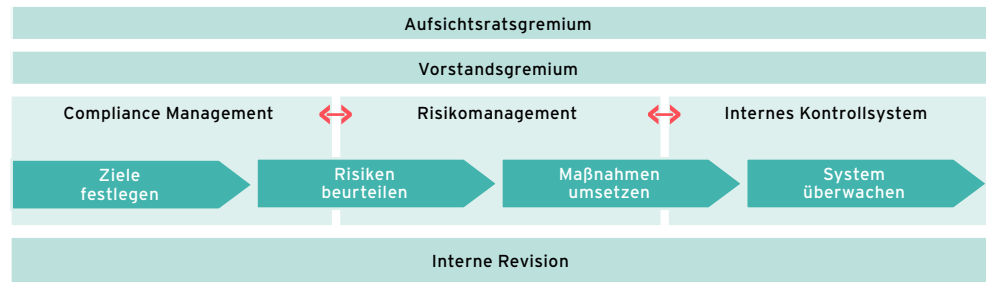 Aufsichtsratsgremium
Vorstandsgremium
Compliance Management
Risikomanagement
Internes Kontrollsystem
Ziele
festlegen
Risiken
beurteilen
Maßnahmen
umsetzen
System
überwachen
Interne Revision